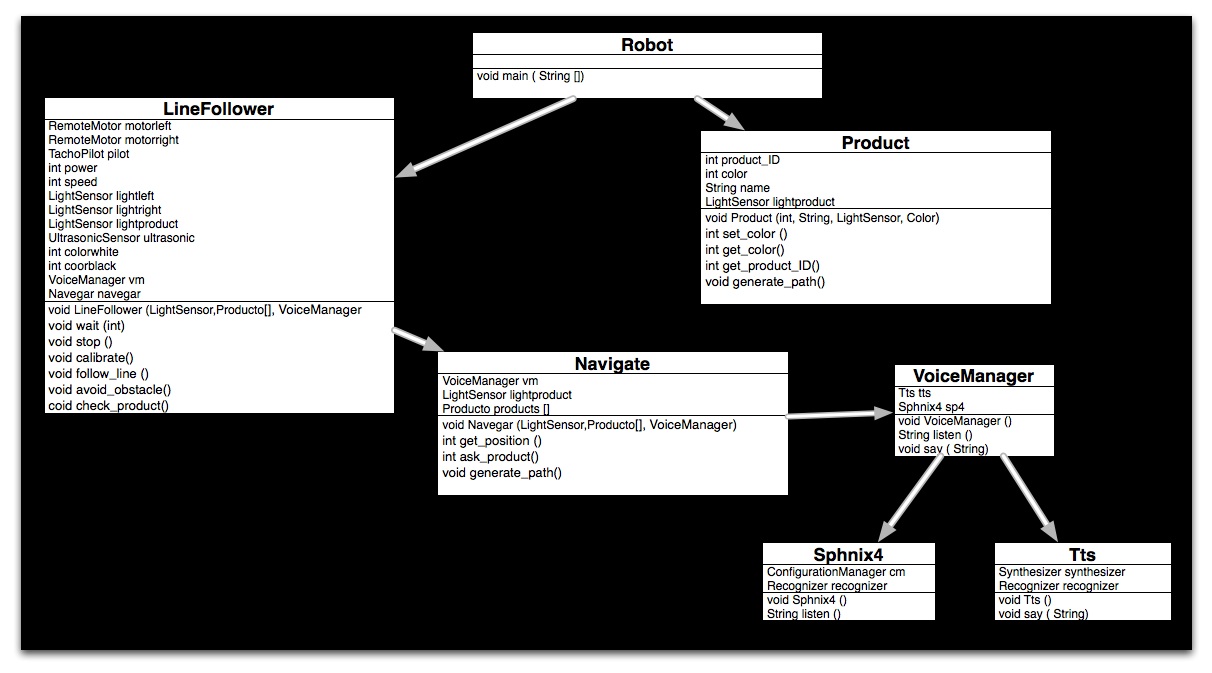 Robot
void main ( String [])
LineFollower
RemoteMotor motorleft
RemoteMotor motorright
TachoPilot pilot
int power
int speed
LightSensor lightleft
LightSensor lightright
LightSensor lightproduct
UltrasonicSensor ultrasonic
int colorwhite
int coorblack
VoiceManager vm
Navegar navegar
void LineFollower (LightSensor,Producto[], VoiceManager
void wait (int)
void stop ()
void calibrate()
void follow_line ()
void avoid_obstacle()
coid check_product()
Product
int product_ID
int color
String name
LightSensor lightproduct
void Product (int, String, LightSensor, Color)
int set_color ()
int get_color()
int get_product_ID()
void generate_path()
Navigate
VoiceManager vm
LightSensor lightproduct
Producto products []
void Navegar (LightSensor,Producto[], VoiceManager)
int get_position ()
int ask_product()
void generate_path()
VoiceManager
Tts tts
Sphnix4 sp4
void VoiceManager ()
String listen ()
void say ( String)
Sphnix4
ConfigurationManager cm
Recognizer recognizer
void Sphnix4 ()
String listen ()
Tts
Synthesizer synthesizer
Recognizer recognizer
void Tts ()
void say ( String)